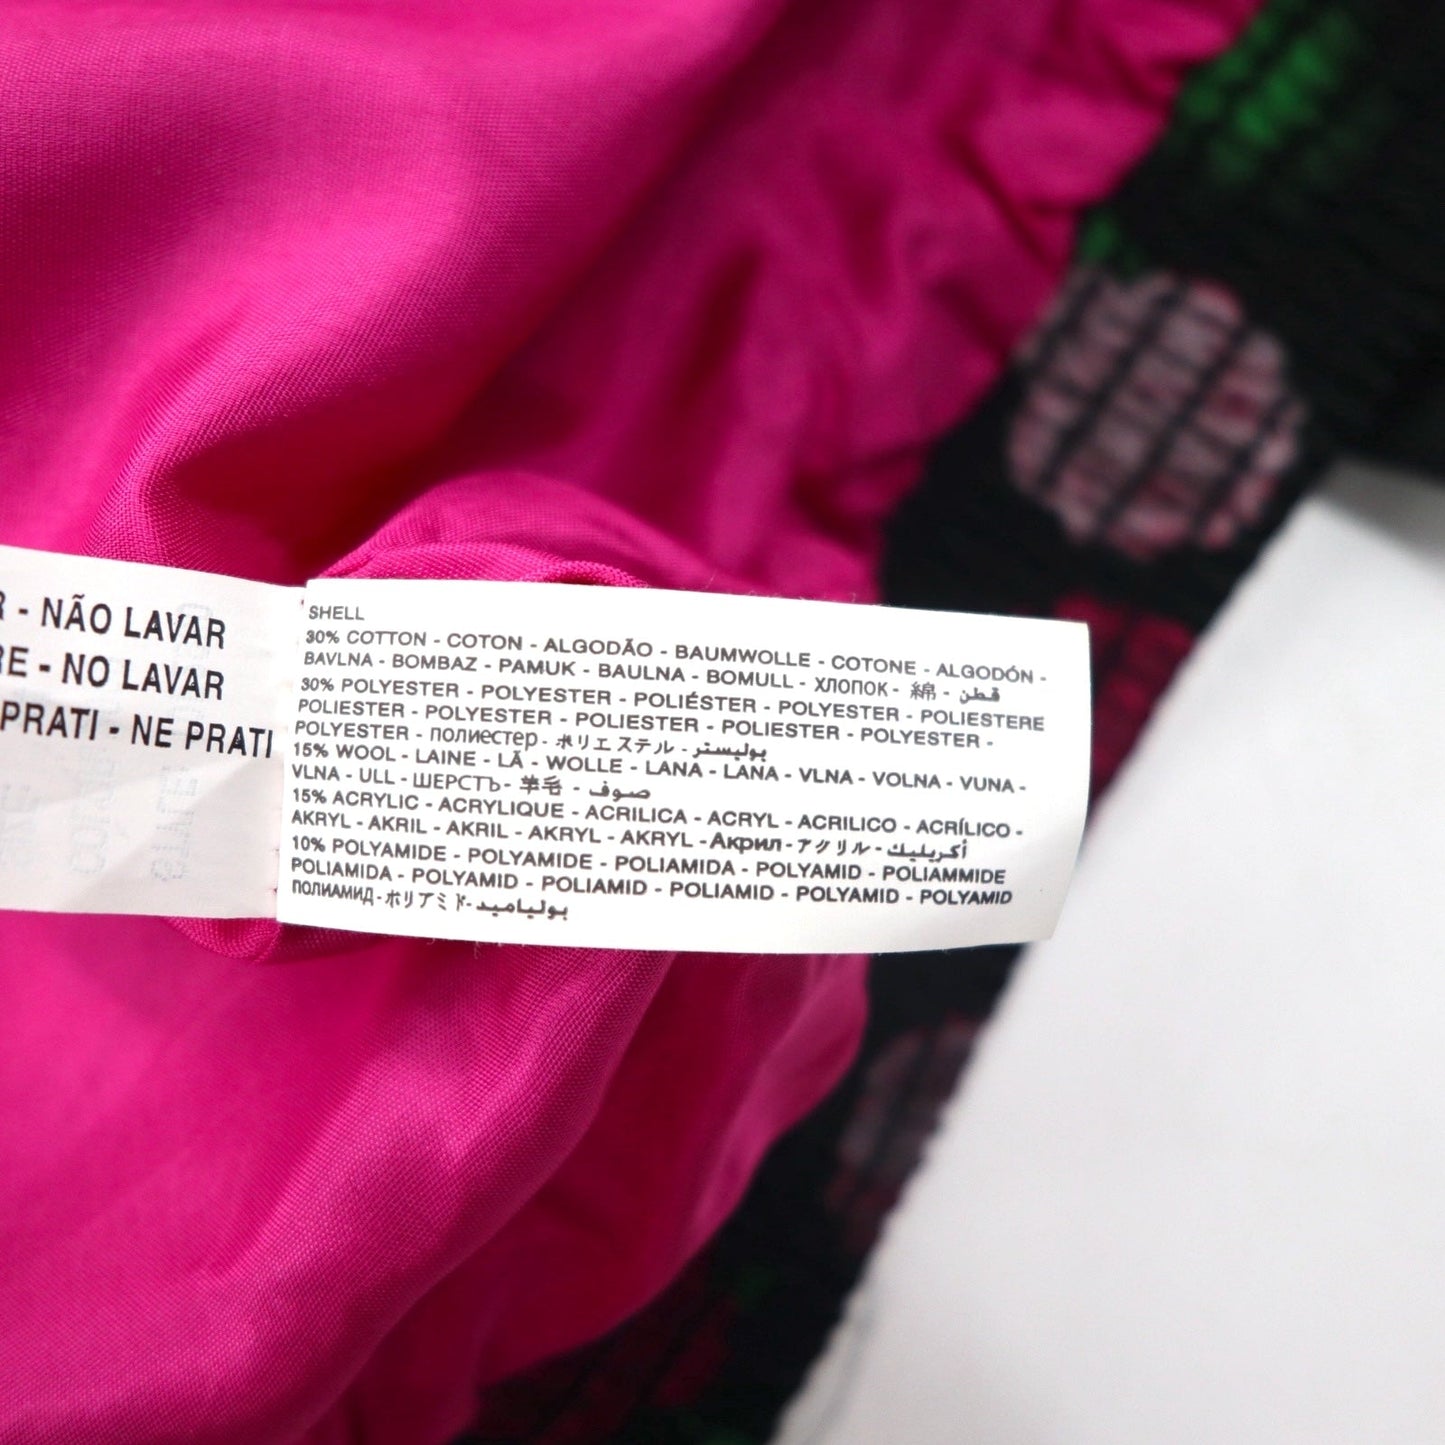 - NÃO LAVAR
- NO LAVAR
PRATI - NE PRATI
SHELL
30% COTTON - COTON - ALGODÃO - BAUMWOLLE - COTONE - ALGODÓN -
BAVLNA - BOMBAZ - PAMUK - BAULNA - BOMULL - ХЛОПОК - 綿 - قطن
30% POLYESTER - POLYESTER - POLIÉSTER - POLYESTER - POLIESTERE
POLIESTER - POLYESTER - POLIESTER - POLIESTER - POLYESTER -
POLYESTER - ПОЛИестер - ポリエステル - بوليستر
15% WOOL - LAINE - LÃ - WOLLE - LANA - LANA - VLNA - VOLNA - VUNA -
VLNA - ULL - ШЕРСТЬ - 羊毛 - صوف
15% ACRYLIC - ACRYLIQUE - ACRILICA - ACRYL - ACRILICO - ACRÍLICO -
AKRYL - AKRIL - AKRIL - AKRYL - AKRYL - Акрил - アクリル - أكريليك
10% POLYAMIDE - POLYAMIDE - POLIAMIDA - POLYAMID - POLIAMMIDE
POLIAMIDA - POLYAMID - POLIAMID - POLIAMID - POLYAMID - POLYAMID
ПОЛИАМИД - ポリアミド - بولياميد